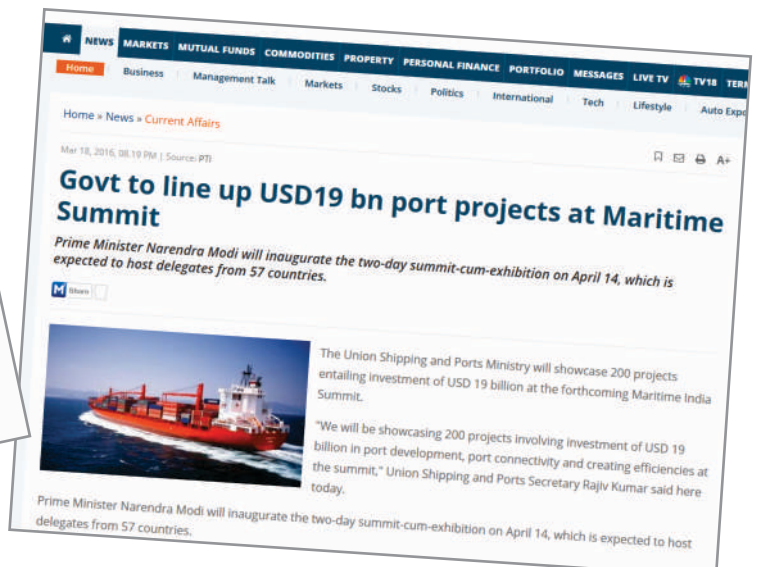 NEWS MARKETS MUTUAL FUNDS COMMODITIES PROPERTY PERSONAL FINANCE PORTFOLIO MESSAGES LIVE TV TV18
Home Business Management Talk Markets Stocks Politics International Tech Lifestyle Auto
Home » News » Current Affairs
A+
Mar 18, 2016, 08.19 PM | Source: PTI
Govt to line up USD19 bn port projects at Maritime
Summit
Prime Minister Narendra Modi will inaugurate the two-day summit-cum-exhibition on April 14, which is
expected to host delegates from 57 countries.
M Share
The Union Shipping and Ports Ministry will showcase 200 projects
entailing investment of USD 19 billion at the forthcoming Maritime India
Summit.
"We will be showcasing 200 projects involving investment of USD 19
billion in port development, port connectivity and creating efficiencies at
the summit," Union Shipping and Ports Secretary Rajiv Kumar said here
today.
Prime Minister Narendra Modi will inaugurate the two-day summit-cum-exhibition on April 14, which is expected to host
delegates from 57 countries.